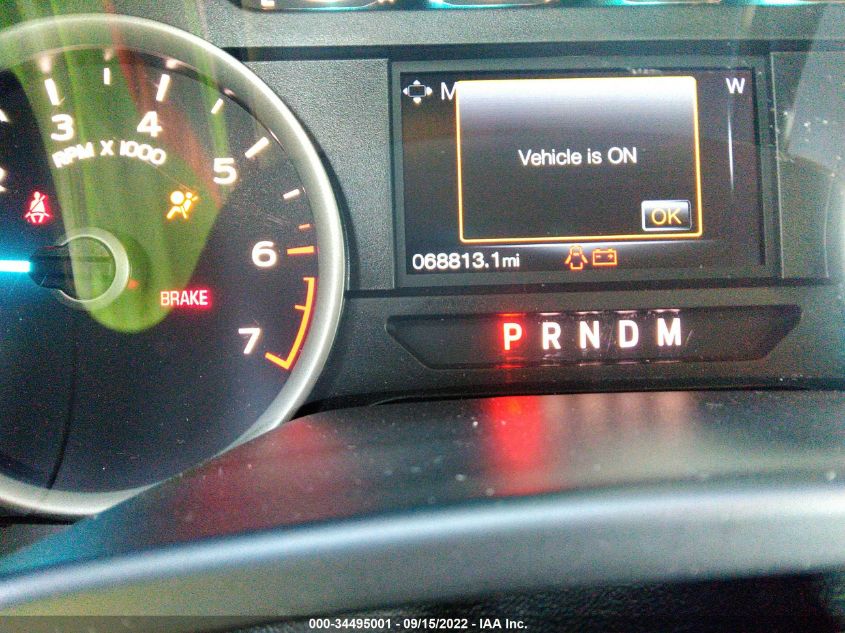 3 4 5 6 7
RPM X 1000
BRAKE
M
W
Vehicle is ON
OK
068813.1mi
P R N D M
000-34495001 - 09/15/2022 - IAA Inc.